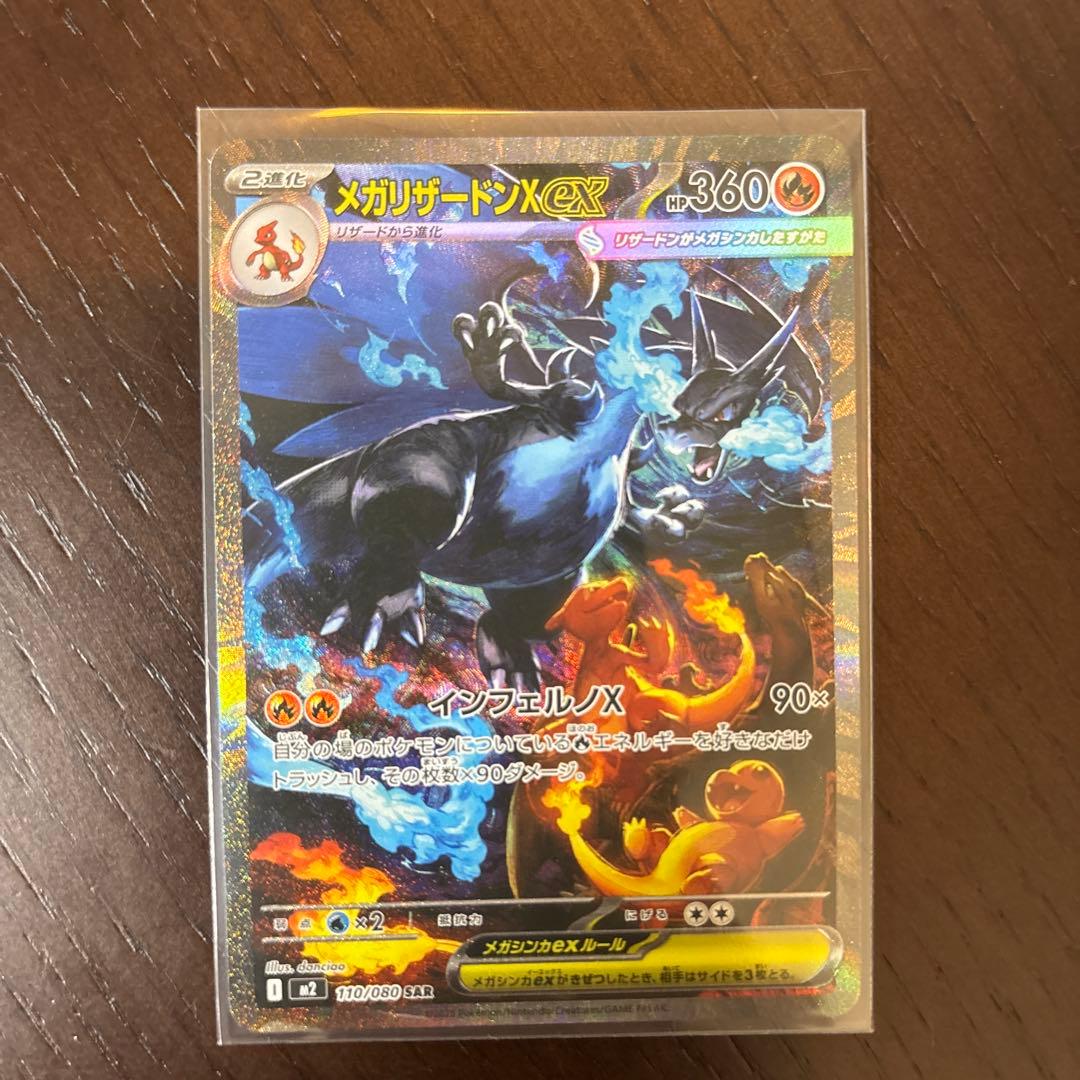 2進化
メガリザードンXex
HP360
リザードから進化
リザードンがメガシンカしたすがた
インフェルノX 90×
自分の場のポケモンについているエネルギーを好きなだけ
トラッシュし、その枚数×90ダメージ。
弱点 ×2 抵抗力 にげる
メガシンカexルール
メガシンカexがきぜつしたとき、相手はサイドを3枚とる。
Illus. danciao
I m2 110/080 SAR
©2025 Pokémon/Nintendo/Creatures/GAME FREAK.